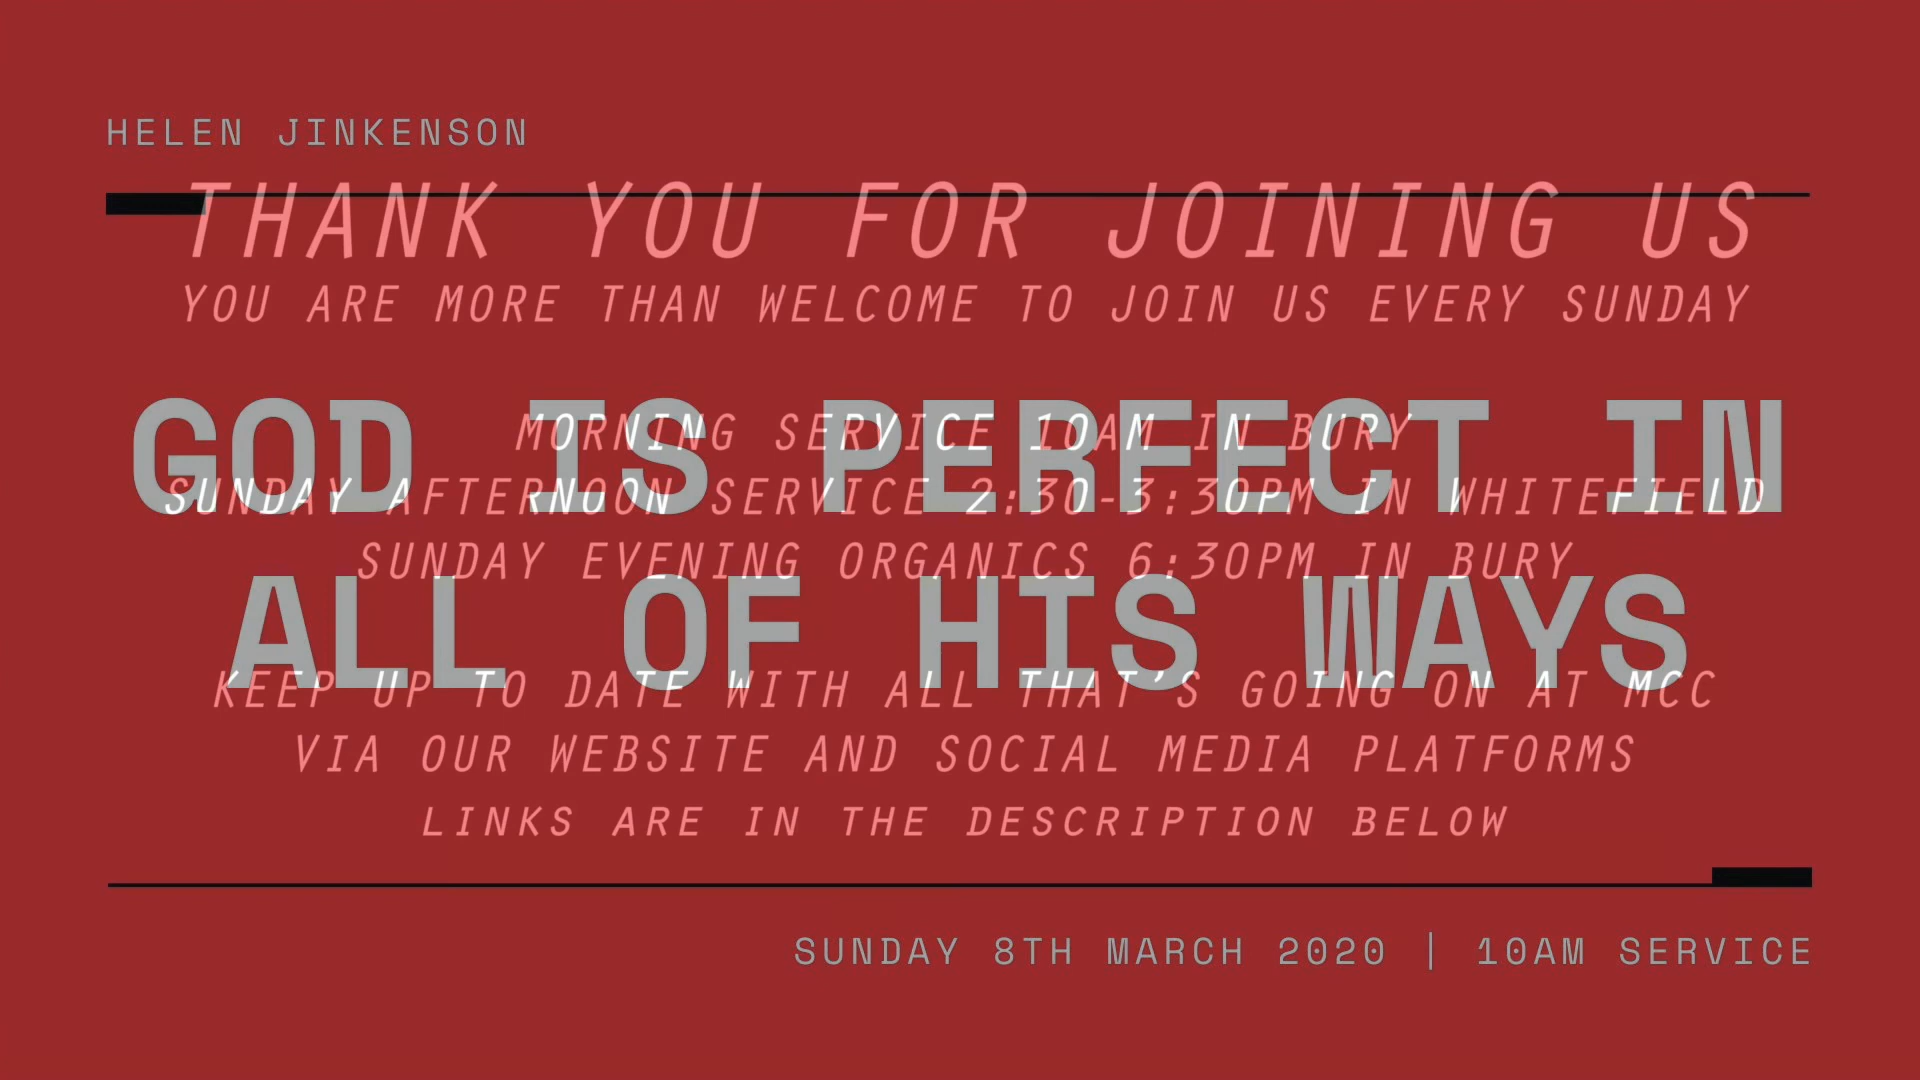 HELEN JINKENSON
THANK YOU FOR JOINING US
YOU ARE MORE THAN WELCOME TO JOIN US EVERY SUNDAY
GOD IS PERFECT IN
MORNING SERVICE 10AM IN BURY
SUNDAY AFTERNOON SERVICE 2:30-3:30PM IN WHITEFIELD
SUNDAY EVENING ORGANICS 6:30PM IN BURY
ALL OF HIS WAYS
KEEP UP TO DATE WITH ALL THAT'S GOING ON AT MCC
VIA OUR WEBSITE AND SOCIAL MEDIA PLATFORMS
LINKS ARE IN THE DESCRIPTION BELOW
SUNDAY 8TH MARCH 2020 | 10AM SERVICE